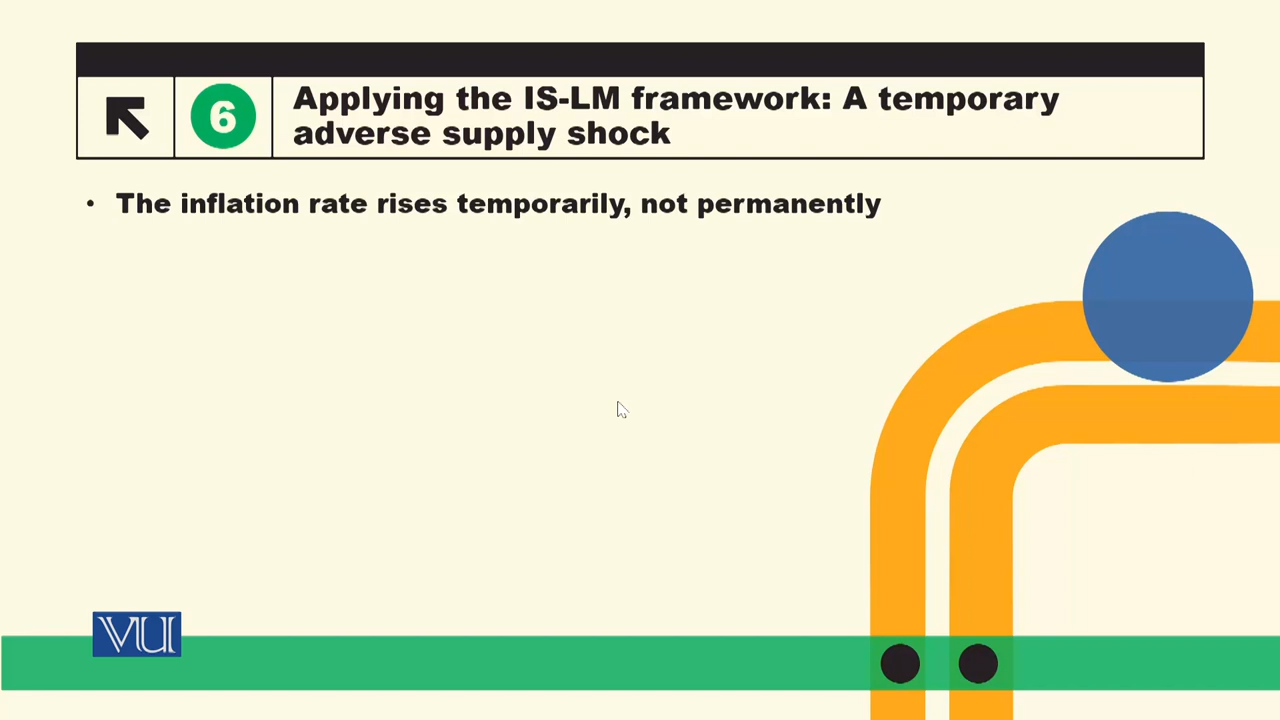 6
Applying the IS-LM framework: A temporary
adverse supply shock
• The inflation rate rises temporarily, not permanently
VU